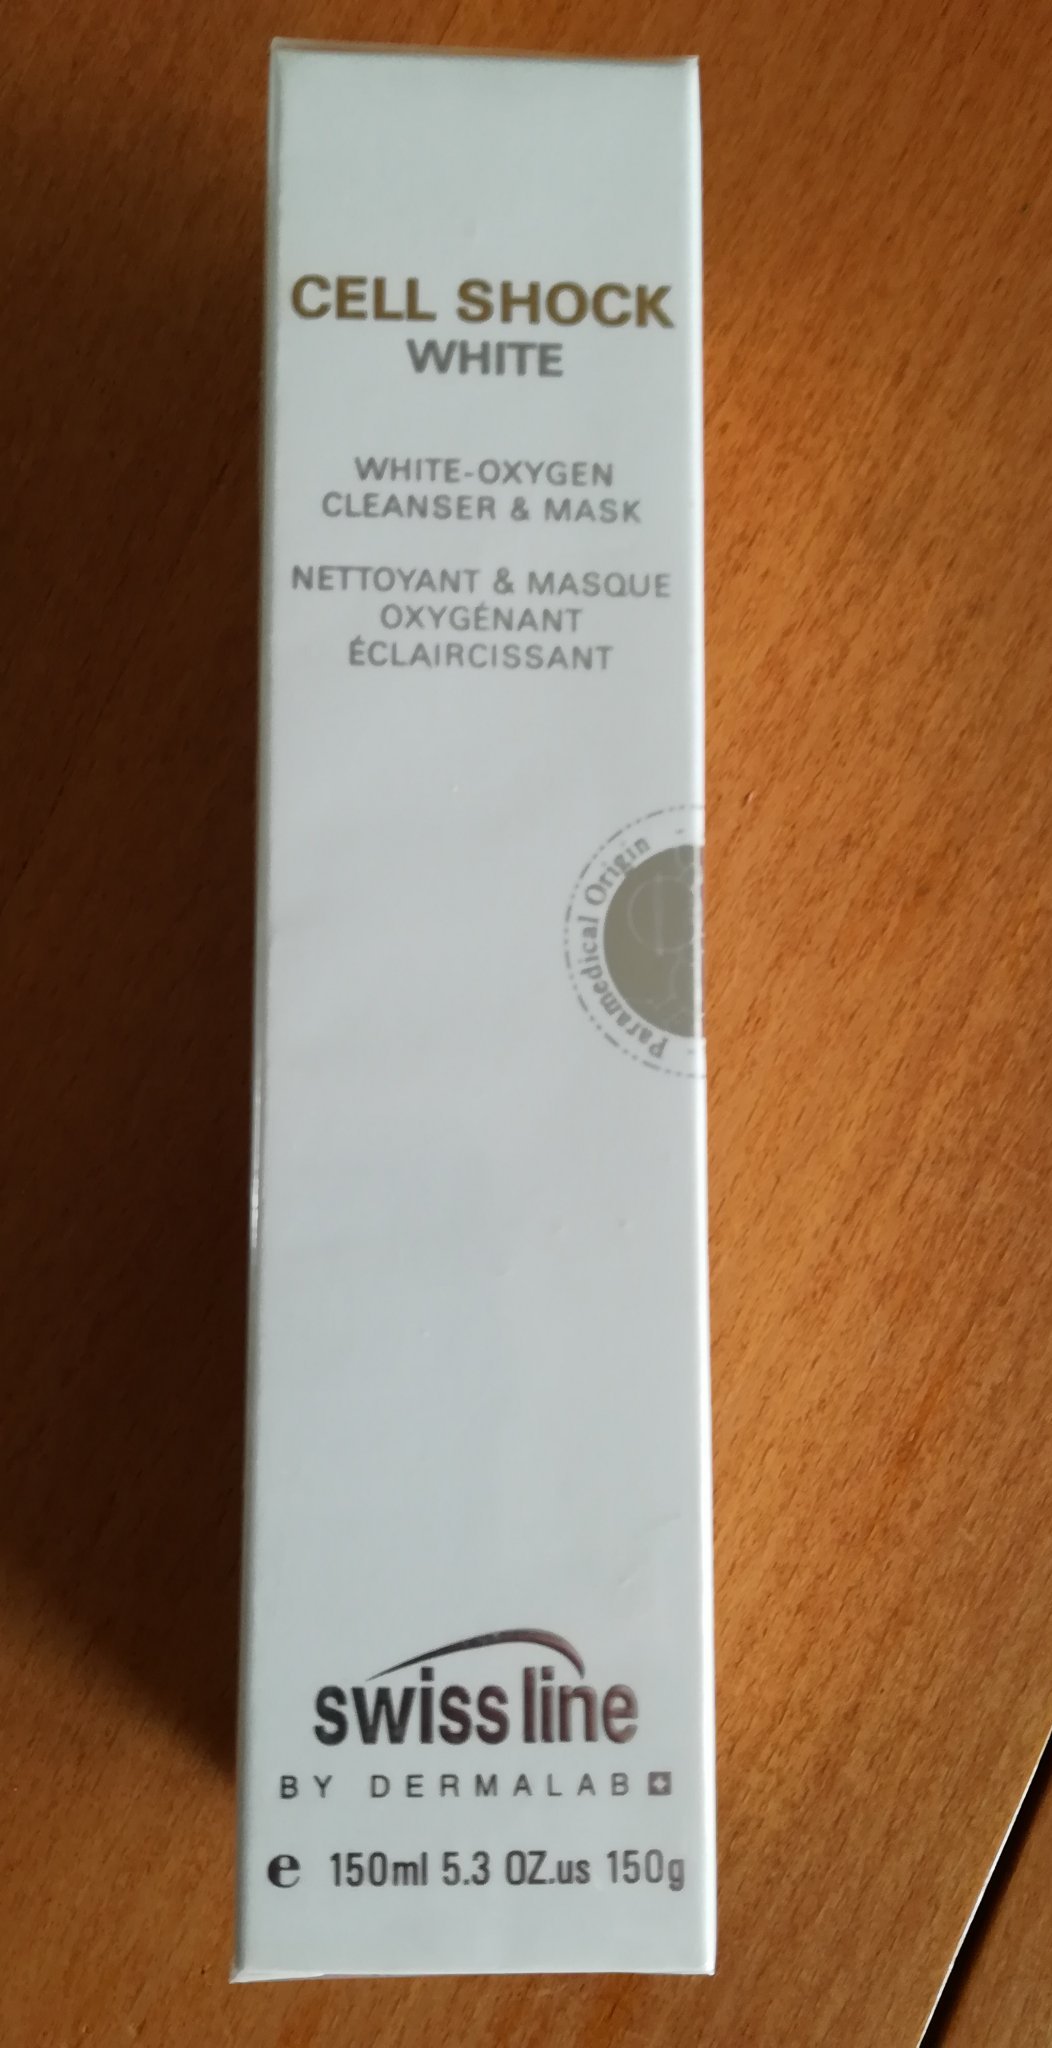 CELL SHOCK
WHITE
WHITE-OXYGEN
CLEANSER & MASK
NETTOYANT & MASQUE
OXYGÉNANT
ÉCLAIRCISSANT
Paramedical Origin
swiss line
BY DERMALAB
e 150ml 5.3 OZ.us 150g